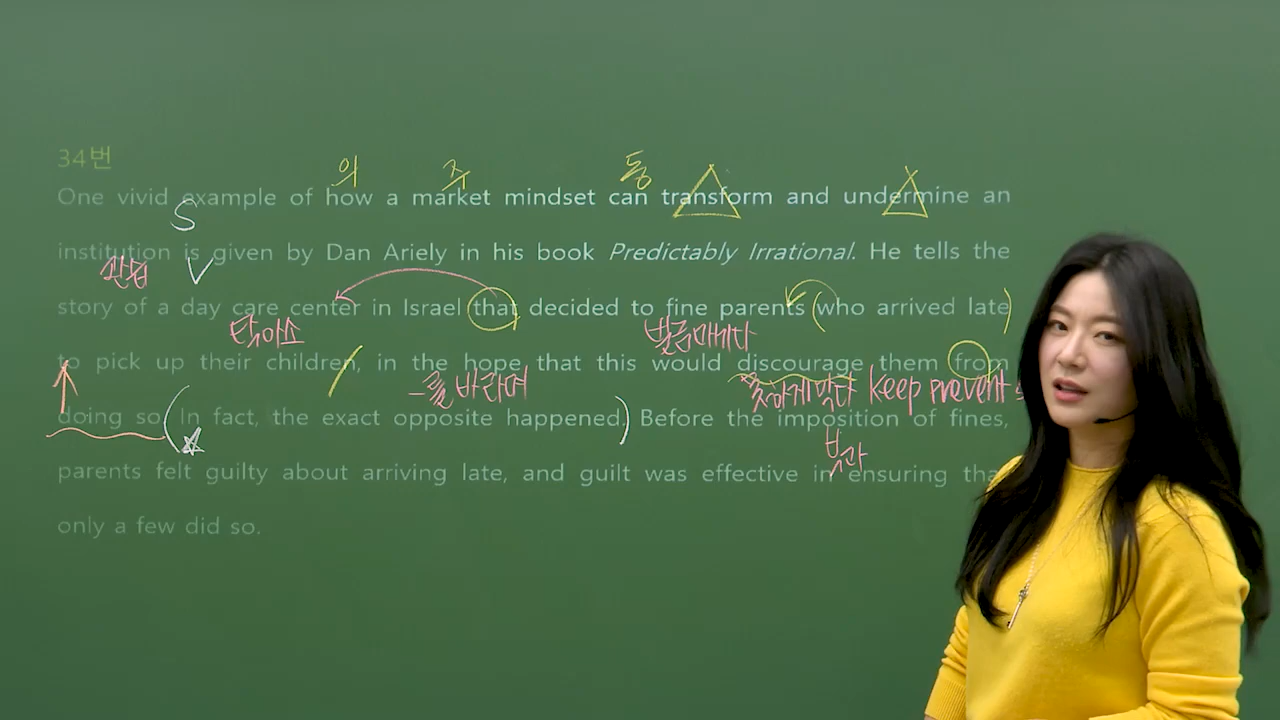 34번
의 주 동
One vivid example of how a market mindset can transform and undermine an
S
institution is given by Dan Ariely in his book Predictably Irrational. He tells the
V
story of a day care center in Israel that decided to fine parents (who arrived late)
탁아소 벌금매기다
to pick up their children, in the hope that this would discourage them from
~를 바라며 못하게 막다 keep prevent
doing so (In fact, the exact opposite happened) Before the imposition of fines,
부과
parents felt guilty about arriving late, and guilt was effective in ensuring
only a few did so.